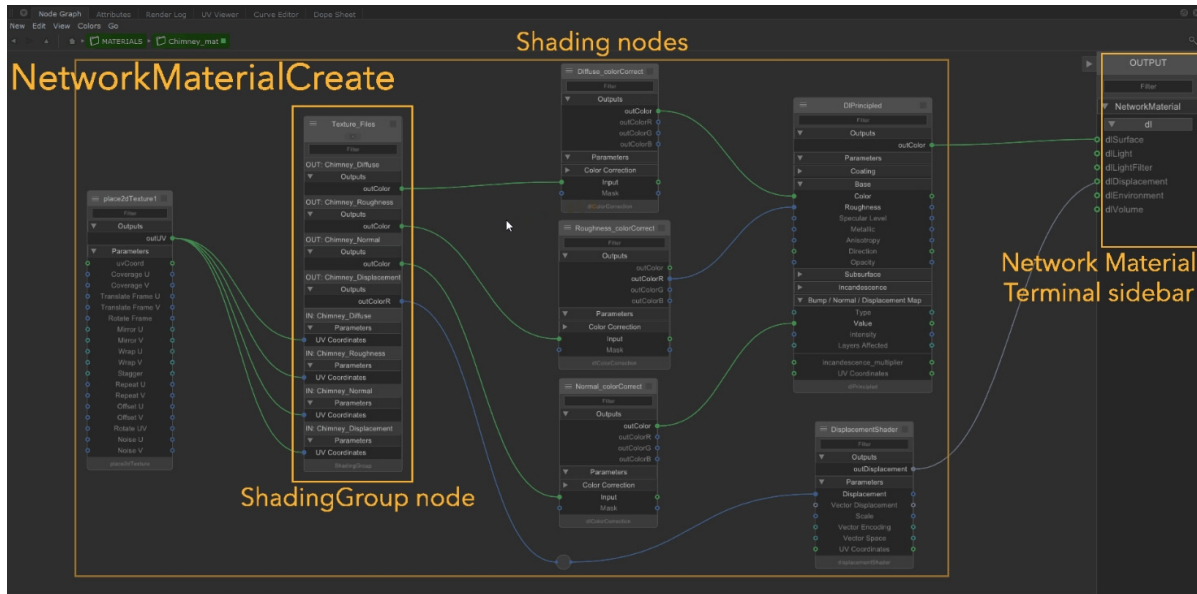 Node Graph Attributes Render Log UV Viewer Curve Editor Dope Sheet
New Edit View Colors Go
MATERIALS Chimney_mat
Shading nodes
NetworkMaterialCreate
place2dTexture1
Filter
Outputs
outUV
Parameters
uvCoord
Coverage U
Coverage V
Translate Frame U
Translate Frame V
Rotate Frame
Mirror U
Mirror V
Wrap U
Wrap V
Stagger
Repeat U
Repeat V
Offset U
Offset V
Rotate UV
Noise U
Noise V
place2dTexture
Texture_Files
Filter
OUT: Chimney_Diffuse
Outputs
outColor
OUT: Chimney_Roughness
Outputs
outColor
OUT: Chimney_Normal
Outputs
outColor
OUT: Chimney_Displacement
Outputs
outColorR
IN: Chimney_Diffuse
Parameters
UV Coordinates
IN: Chimney_Roughness
Parameters
UV Coordinates
IN: Chimney_Normal
Parameters
UV Coordinates
IN: Chimney_Displacement
Parameters
UV Coordinates
ShadingGroup
ShadingGroup node
Diffuse_colorCorrect
Filter
Outputs
outColor
outColorR
outColorG
outColorB
Parameters
Color Correction
Input
Mask
dlColorCorrection
Roughness_colorCorrect
Filter
Outputs
outColor
outColorR
outColorG
outColorB
Parameters
Color Correction
Input
Mask
dlColorCorrection
Normal_colorCorrect
Filter
Outputs
outColor
outColorR
outColorG
outColorB
Parameters
Color Correction
Input
Mask
dlColorCorrection
DlPrincipled
Filter
Outputs
outColor
Parameters
Coating
Base
Color
Roughness
Specular Level
Metallic
Anisotropy
Direction
Opacity
Subsurface
Incandescence
Bump / Normal / Displacement Map
Type
Value
Intensity
Layers Affected
incandescence_multiplier
UV Coordinates
dlPrincipled
DisplacementShader
Filter
Outputs
outDisplacement
Parameters
Displacement
Vector Displacement
Scale
Vector Encoding
Vector Space
UV Coordinates
displacementShader
OUTPUT
Filter
NetworkMaterial
dl
dlSurface
dlLight
dlLightFilter
dlDisplacement
dlEnvironment
dlVolume
Network Material
Terminal sidebar